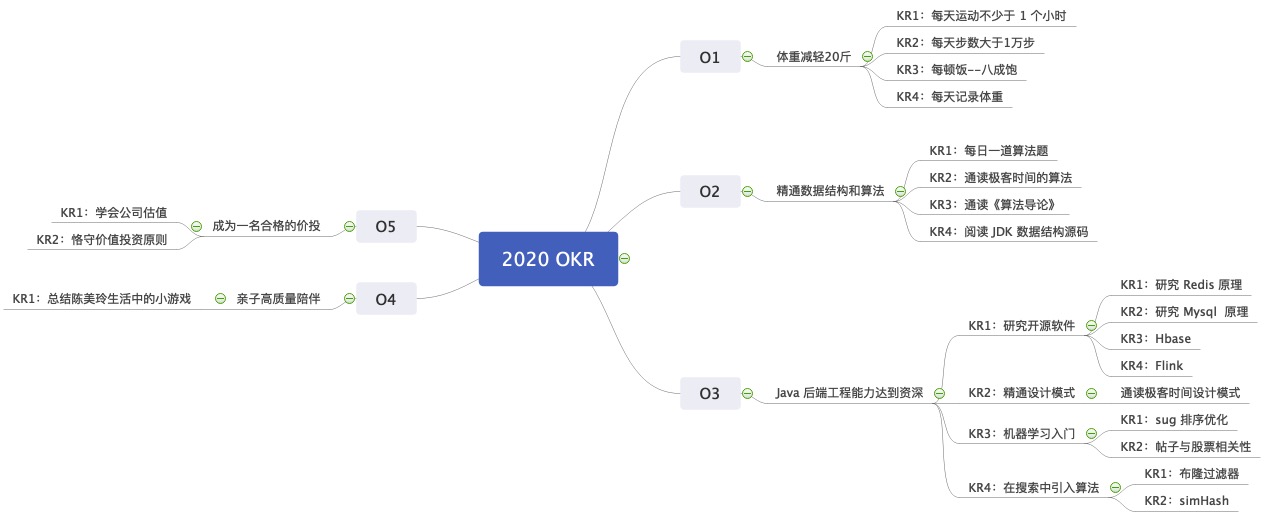 2020 OKR
O1
体重减轻20斤
KR1：每天运动不少于 1 个小时
KR2：每天步数大于1万步
KR3：每顿饭--八成饱
KR4：每天记录体重
O2
精通数据结构和算法
KR1：每日一道算法题
KR2：通读极客时间的算法
KR3：通读《算法导论》
KR4：阅读 JDK 数据结构源码
O3
Java 后端工程能力达到资深
KR1：研究开源软件
KR1：研究 Redis 原理
KR2：研究 Mysql  原理
KR3：Hbase
KR4：Flink
KR2：精通设计模式
通读极客时间设计模式
KR3：机器学习入门
KR1：sug 排序优化
KR2：帖子与股票相关性
KR4：在搜索中引入算法
KR1：布隆过滤器
KR2：simHash
O4
亲子高质量陪伴
KR1：总结陈美玲生活中的小游戏
O5
成为一名合格的价投
KR1：学会公司估值
KR2：恪守价值投资原则